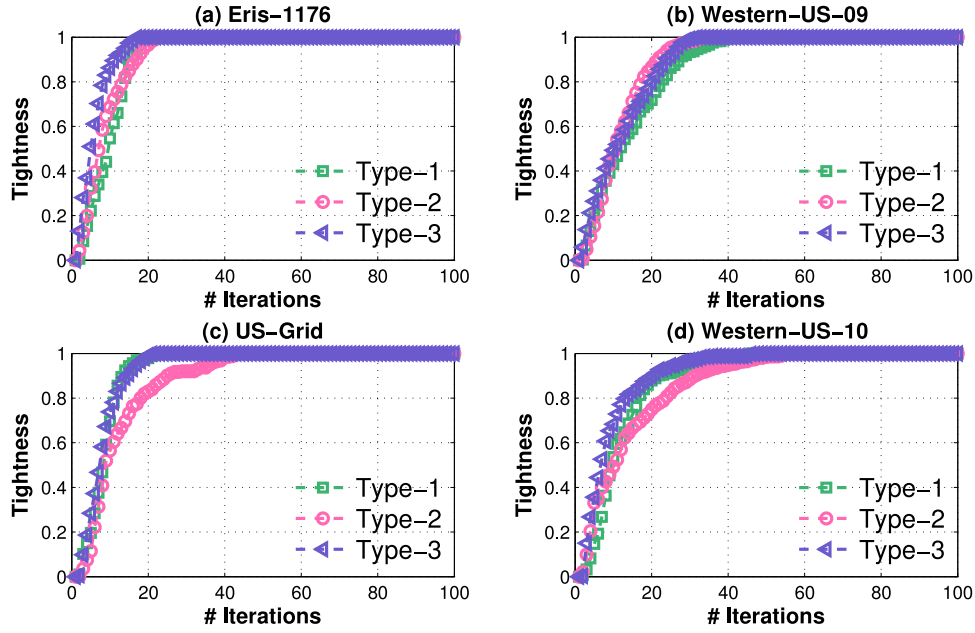 (a) Eris-1176
1
0.8
0.6
0.4
0.2
0
Tightness
Type-1
Type-2
Type-3
0 20 40 60 80 100
# Iterations
(b) Western-US-09
1
0.8
0.6
0.4
0.2
0
Tightness
Type-1
Type-2
Type-3
0 20 40 60 80 100
# Iterations
(c) US-Grid
1
0.8
0.6
0.4
0.2
0
Tightness
Type-1
Type-2
Type-3
0 20 40 60 80 100
# Iterations
(d) Western-US-10
1
0.8
0.6
0.4
0.2
0
Tightness
Type-1
Type-2
Type-3
0 20 40 60 80 100
# Iterations